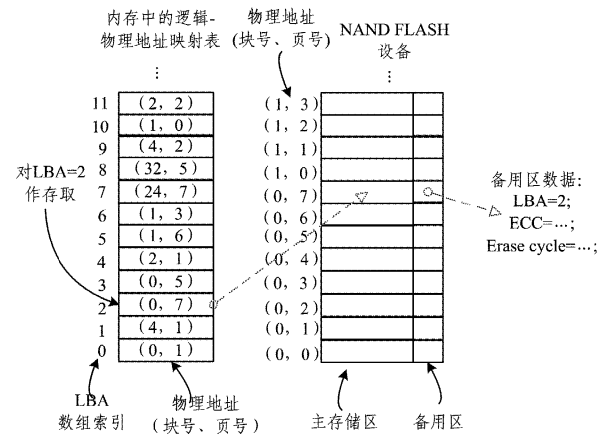 内存中的逻辑-
物理地址映射表
物理地址
(块号、页号)
NAND FLASH
设备
...
...
11 (2, 2)
10 (1, 0)
9 (4, 2)
8 (32, 5)
7 (24, 7)
6 (1, 3)
5 (1, 6)
4 (2, 1)
3 (0, 5)
2 (0, 7)
1 (4, 1)
0 (0, 1)
对LBA=2
作存取
(1, 3)
(1, 2)
(1, 1)
(1, 0)
(0, 7)
(0, 6)
(0, 5)
(0, 4)
(0, 3)
(0, 2)
(0, 1)
(0, 0)
备用区数据:
LBA=2;
ECC=...;
Erase cycle=...;
LBA
数组索引
物理地址
(块号、页号)
主存储区
备用区